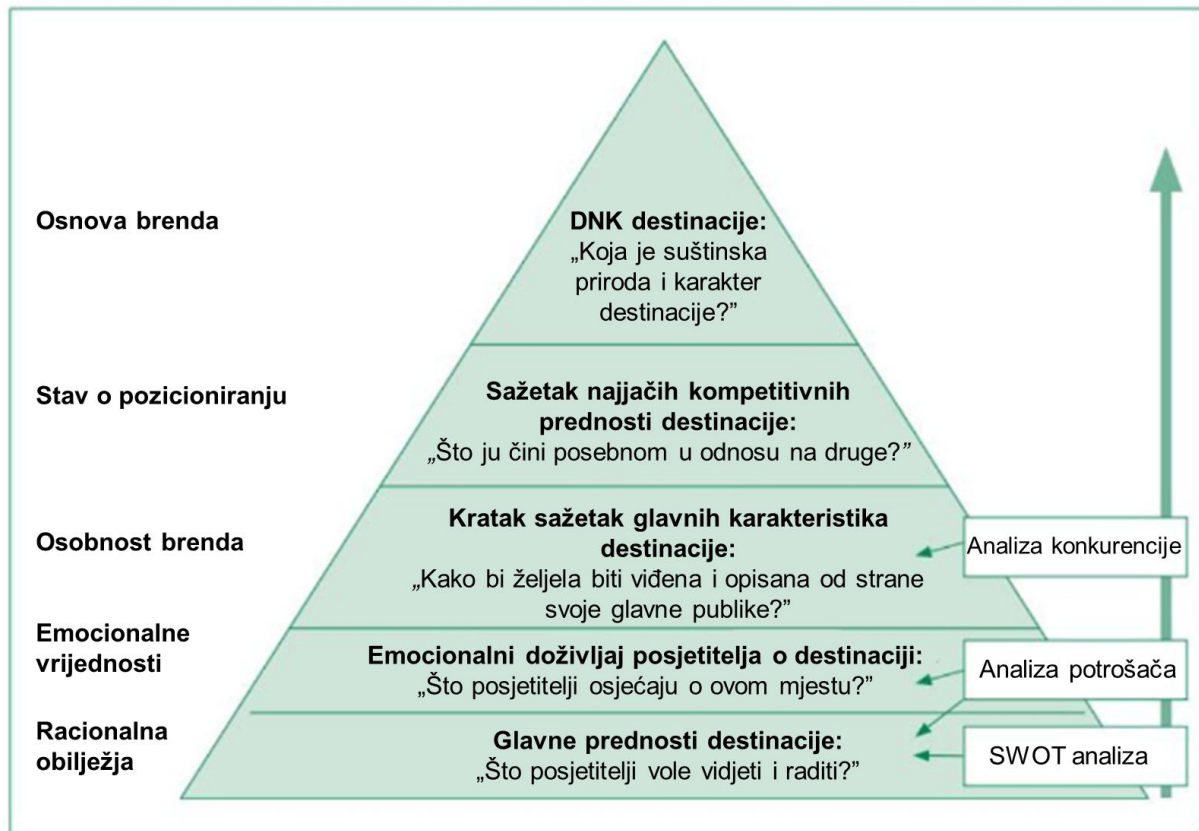 Osnova brenda
DNK destinacije:
„Koja je suštinska
priroda i karakter
destinacije?”
Stav o pozicioniranju
Sažetak najjačih kompetitivnih
prednosti destinacije:
„Što ju čini posebnom u odnosu na druge?”
Osobnost brenda
Kratak sažetak glavnih karakteristika
destinacije:
„Kako bi željela biti viđena i opisana od strane
svoje glavne publike?”
Analiza konkurencije
Emocionalne
vrijednosti
Emocionalni doživljaj posjetitelja o destinaciji:
„Što posjetitelji osjećaju o ovom mjestu?”
Analiza potrošača
Racionalna
obilježja
Glavne prednosti destinacije:
„Što posjetitelji vole vidjeti i raditi?”
SWOT analiza